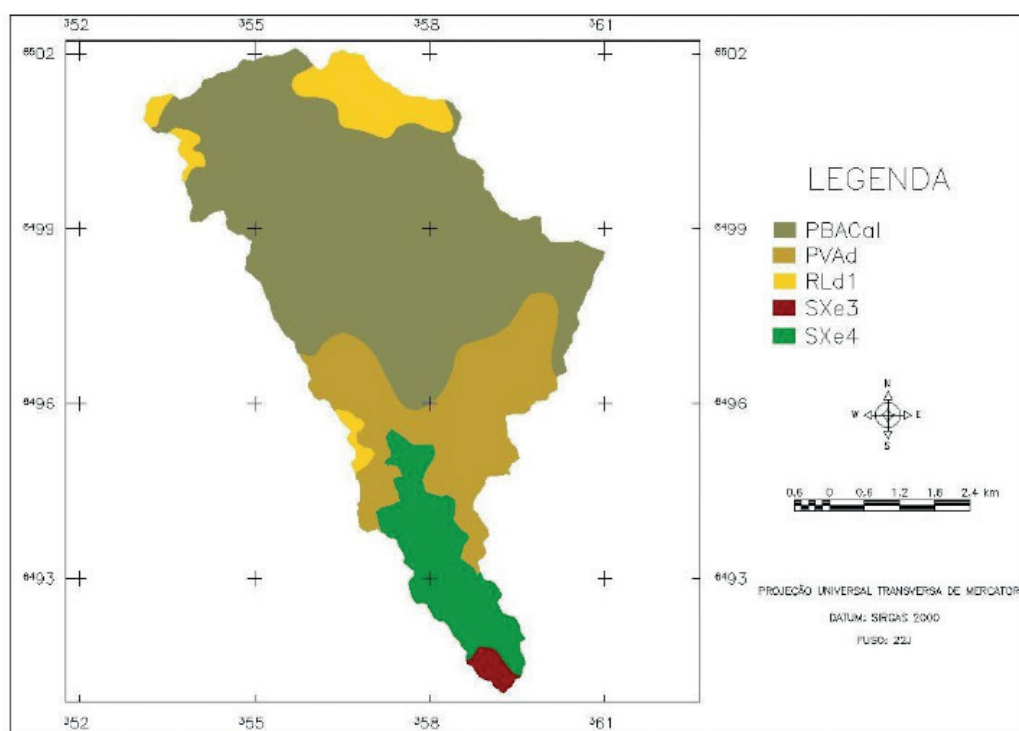 ³52 ³55 ³58 ³61
⁶⁵02 ⁶⁵02
LEGENDA
⁶⁴99 ⁶⁴99
PBACal
PVAd
RLd1
SXe3
SXe4
⁶⁴96 ⁶⁴96
N
W E
S
0.6 0 0.6 1.2 1.8 2.4 km
⁶⁴93 ⁶⁴93
PROJEÇÃO UNIVERSAL TRANSVERSA DE MERCATOR
DATUM: SIRGAS 2000
FUSO: 22J
³52 ³55 ³58 ³61